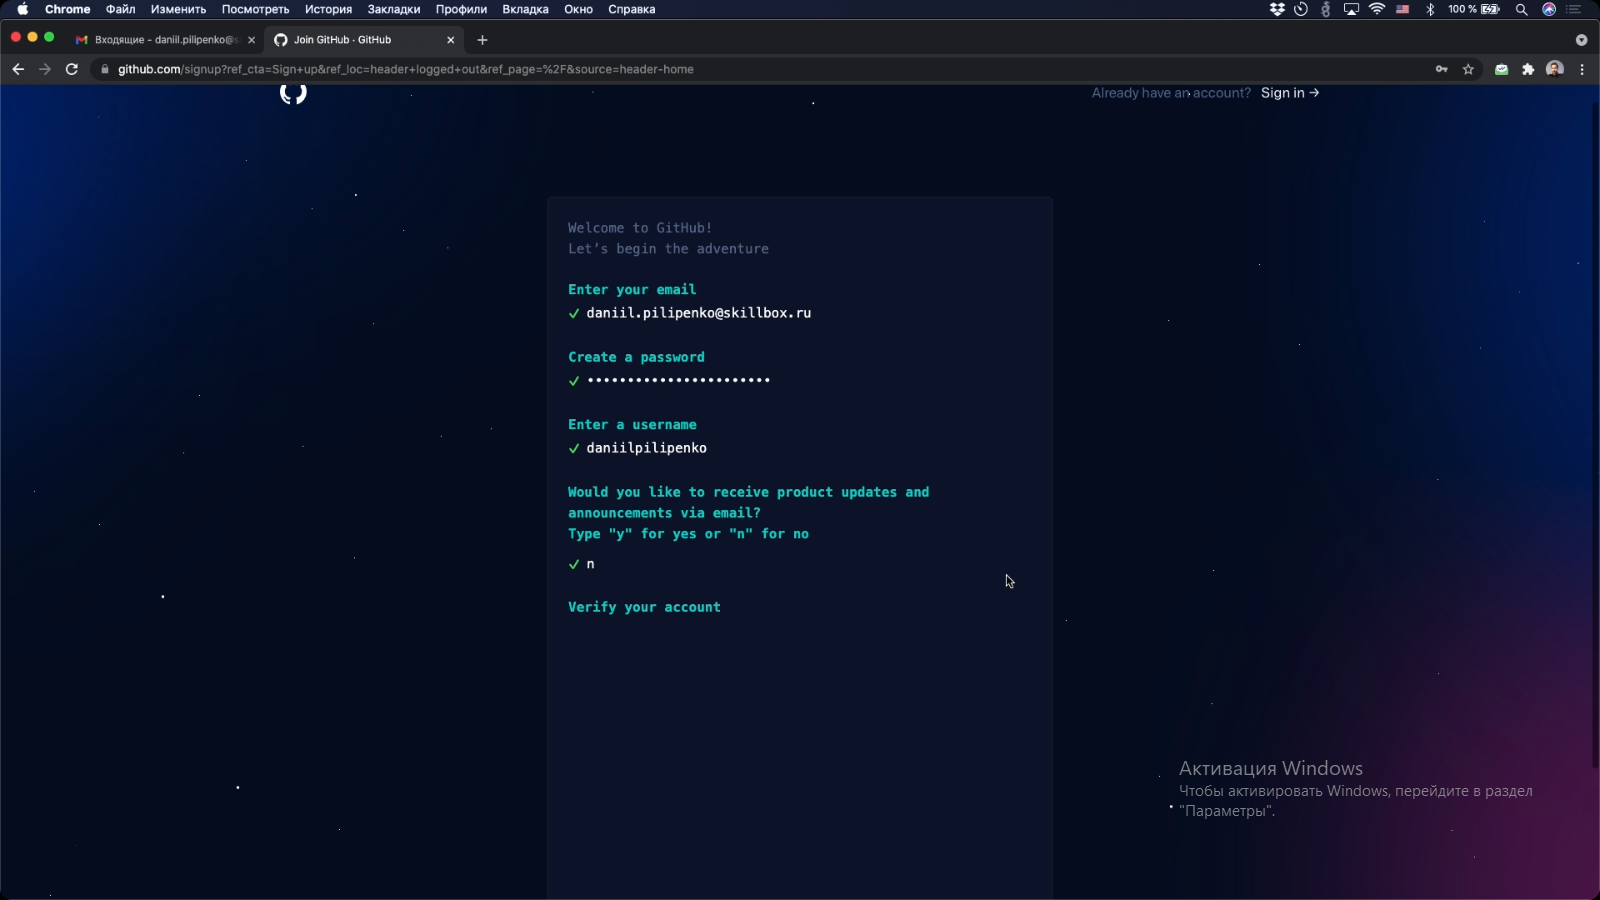 Chrome Файл Изменить Посмотреть История Закладки Профили Вкладка Окно Справка 100 %
Входящие - daniil.pilipenko@ Join GitHub · GitHub
github.com/signup?ref_cta=Sign+up&ref_loc=header+logged+out&ref_page=%2F&source=header-home
Already have an account? Sign in →
Welcome to GitHub!
Let’s begin the adventure
Enter your email
✓ daniil.pilipenko@skillbox.ru
Create a password
✓ •••••••••••••••••••••••
Enter a username
✓ daniilpilipenko
Would you like to receive product updates and
announcements via email?
Type "y" for yes or "n" for no
✓ n
Verify your account
Активация Windows
Чтобы активировать Windows, перейдите в раздел
"Параметры".